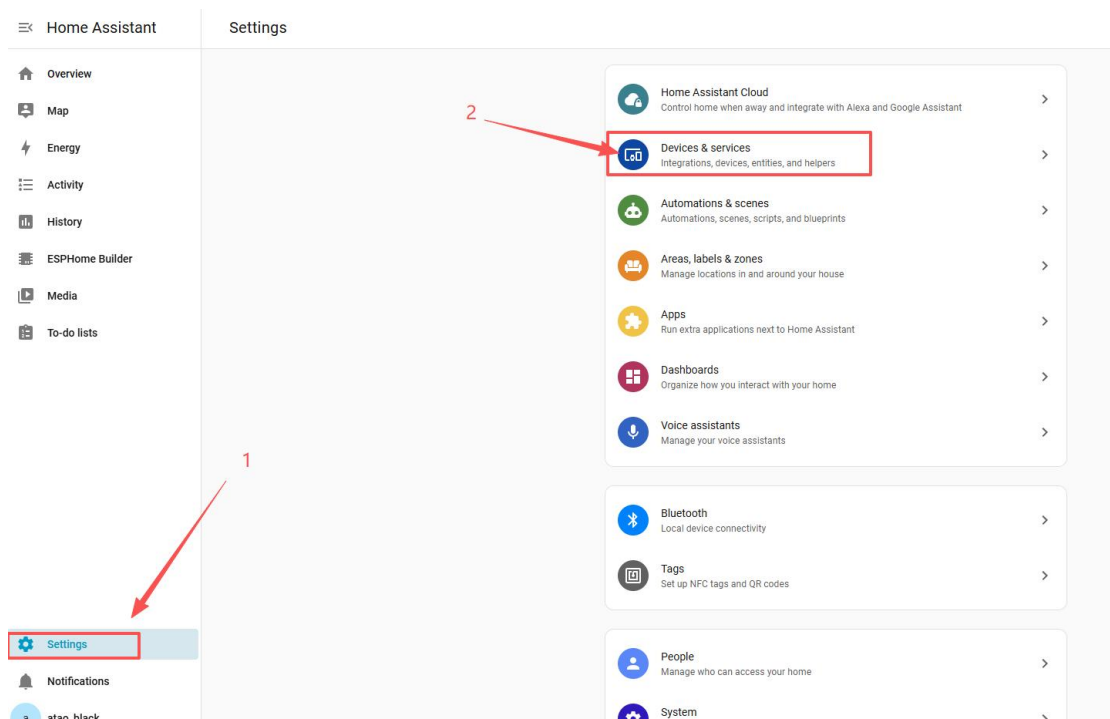 Home Assistant
Settings
Overview
Map
Energy
Activity
History
ESPHome Builder
Media
To-do lists
1
Settings
Notifications
a
atao_black
2
Home Assistant Cloud
Control home when away and integrate with Alexa and Google Assistant
Devices & services
Integrations, devices, entities, and helpers
Automations & scenes
Automations, scenes, scripts, and blueprints
Areas, labels & zones
Manage locations in and around your house
Apps
Run extra applications next to Home Assistant
Dashboards
Organize how you interact with your home
Voice assistants
Manage your voice assistants
Bluetooth
Local device connectivity
Tags
Set up NFC tags and QR codes
People
Manage who can access your home
System